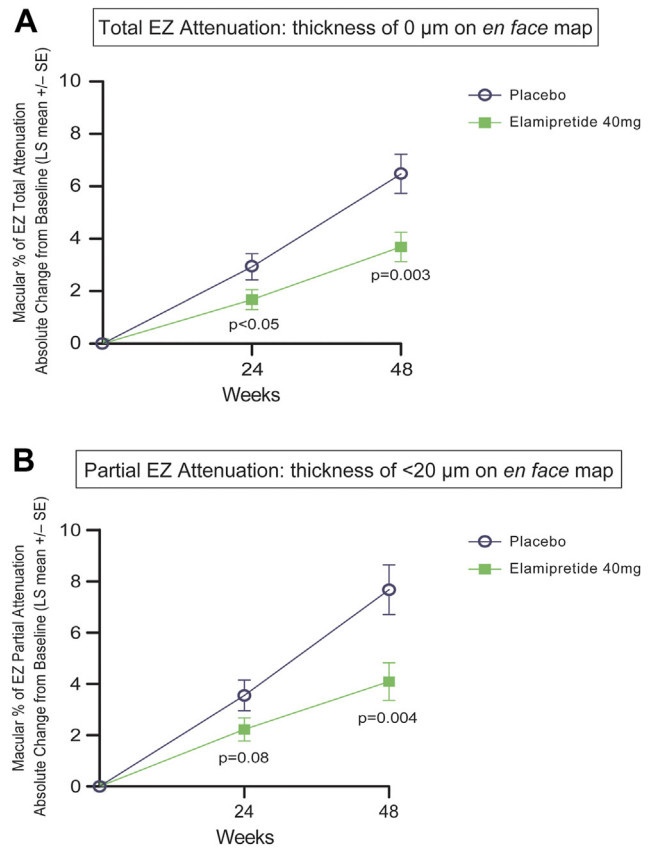 A
Total EZ Attenuation: thickness of 0 µm on en face map
Macular % of EZ Total Attenuation
Absolute Change from Baseline (LS mean +/– SE)
10
8
6
4
2
0
24
48
Weeks
p<0.05
p=0.003
Placebo
Elamipretide 40mg
B
Partial EZ Attenuation: thickness of <20 µm on en face map
Macular % of EZ Partial Attenuation
Absolute Change from Baseline (LS mean +/– SE)
10
8
6
4
2
0
24
48
Weeks
p=0.08
p=0.004
Placebo
Elamipretide 40mg